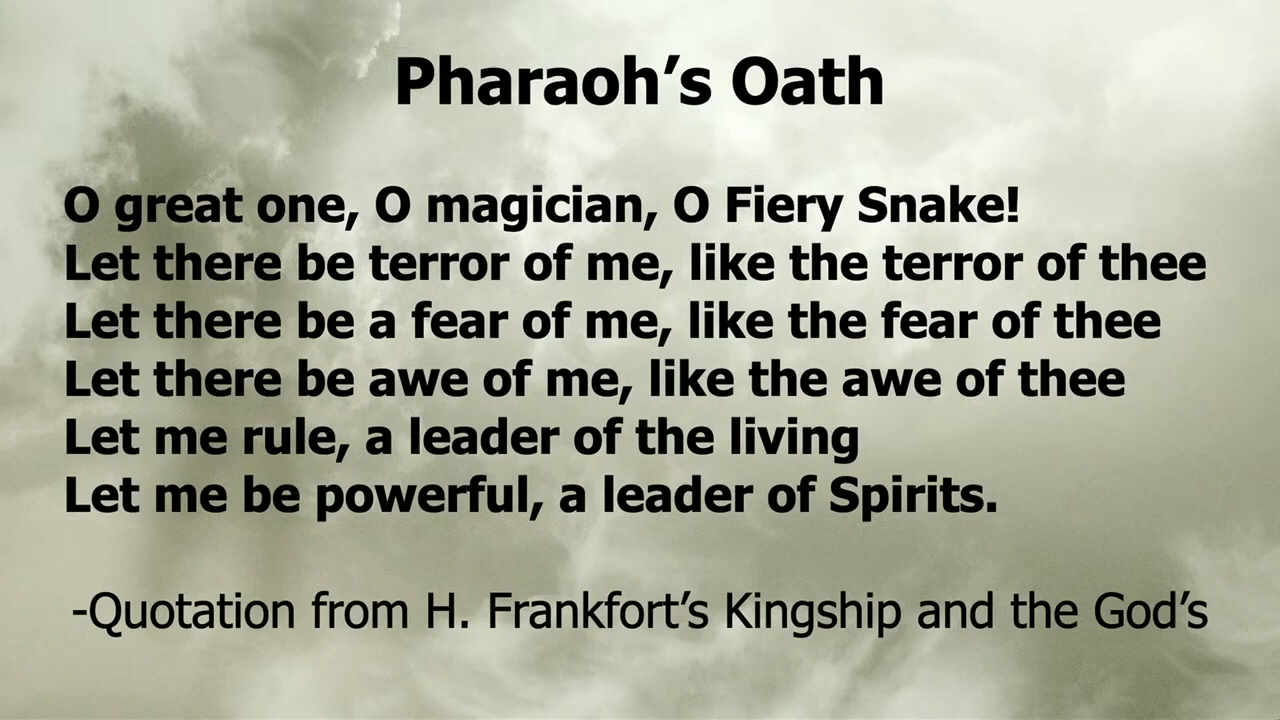 Pharaoh’s Oath
O great one, O magician, O Fiery Snake!
Let there be terror of me, like the terror of thee
Let there be a fear of me, like the fear of thee
Let there be awe of me, like the awe of thee
Let me rule, a leader of the living
Let me be powerful, a leader of Spirits.
-Quotation from H. Frankfort’s Kingship and the God’s